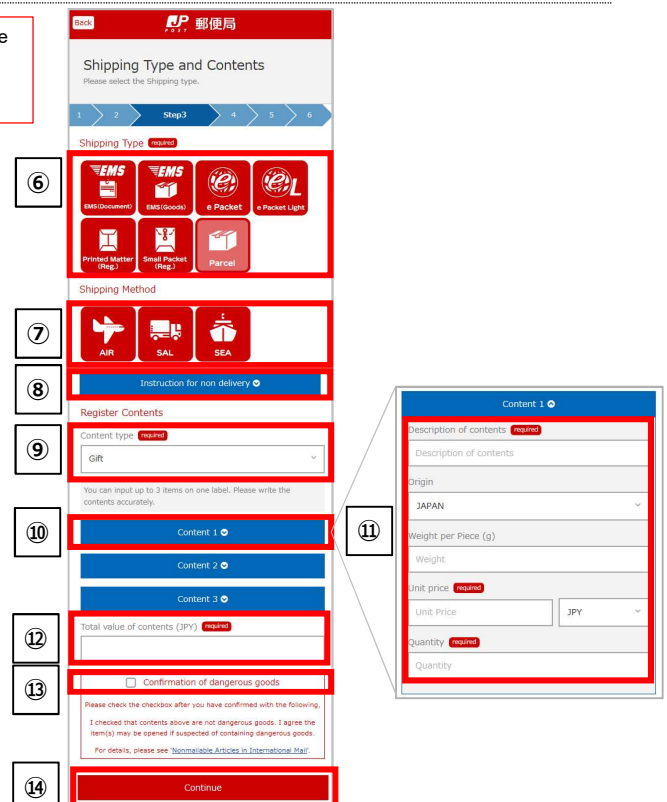 e
Back
JP POST 郵便局
Shipping Type and Contents
Please select the Shipping type.
1 2 Step3 4 5 6
Shipping Type required
⑥
EMS EMS e e L
EMS(Document) EMS(Goods) e Packet e Packet Light
Printed Matter (Reg.) Small Packet (Reg.) Parcel
Shipping Method
⑦
AIR SAL SEA
⑧
Instruction for non delivery
Register Contents
⑨
Content type required
Gift
You can input up to 3 items on one label. Please write the
contents accurately.
⑩
Content 1
Content 2
Content 3
⑪
Content 1
Description of contents required
Description of contents
Origin
JAPAN
Weight per Piece (g)
Weight
Unit price required
Unit Price JPY
Quantity required
Quantity
⑫
Total value of contents (JPY) required
⑬
Confirmation of dangerous goods
Please check the checkbox after you have confirmed with the following,
I checked that contents above are not dangerous goods. I agree the
item(s) may be opened if suspected of containing dangerous goods.
For details, please see 'Nonmailable Articles in International Mail'.
⑭
Continue